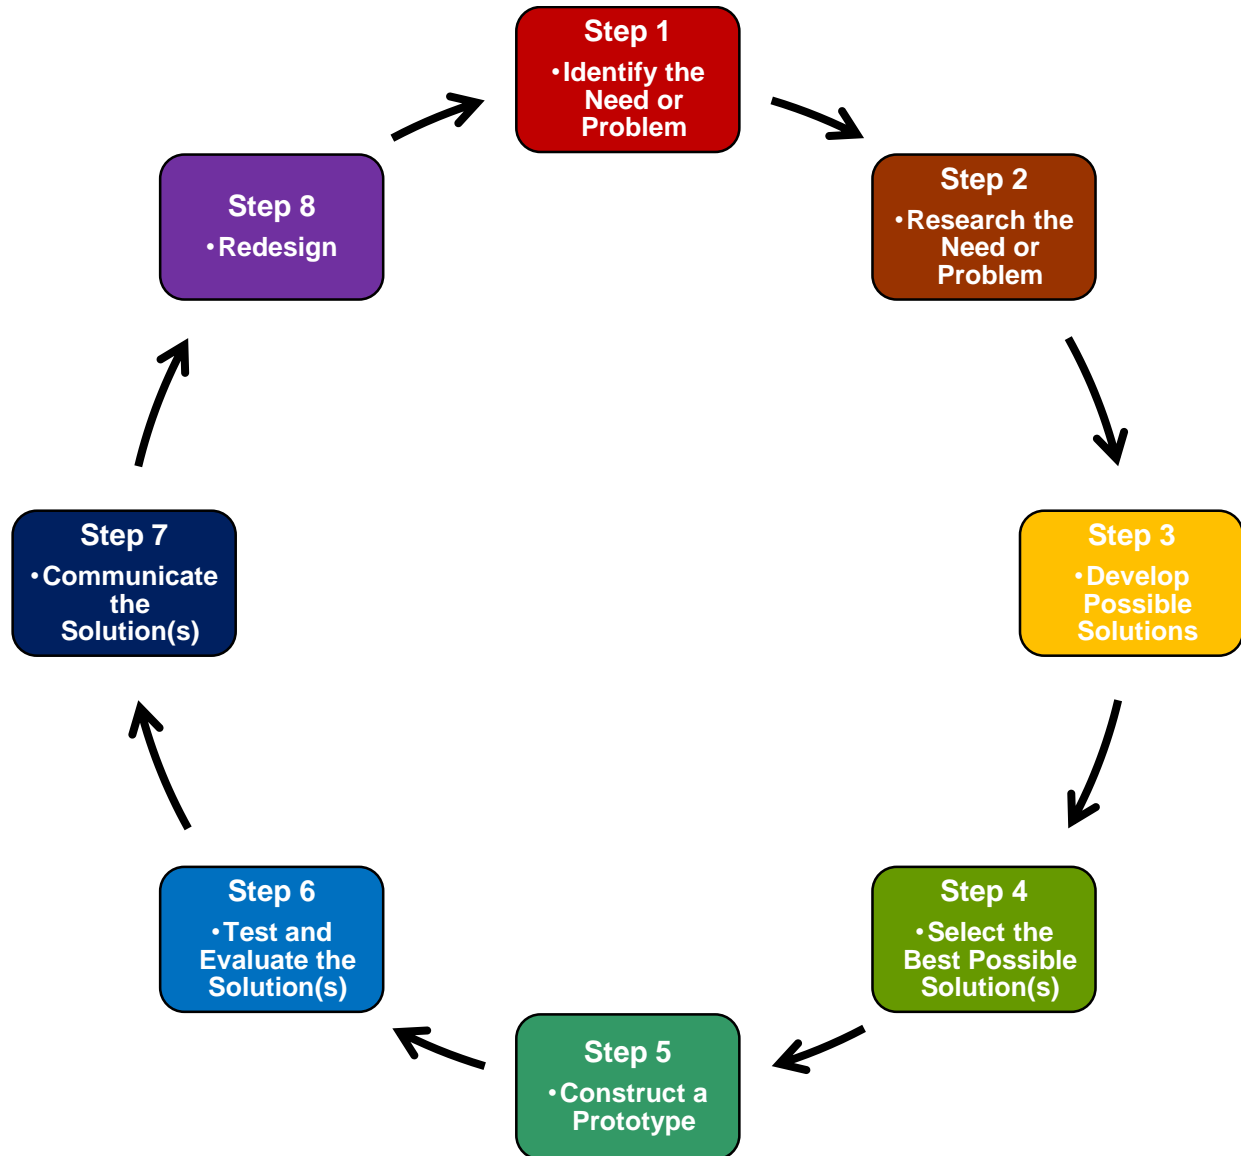 Step 1
•Identify the
Need or
Problem
Step 2
•Research the
Need or
Problem
Step 3
•Develop
Possible
Solutions
Step 4
•Select the
Best Possible
Solution(s)
Step 5
•Construct a
Prototype
Step 6
•Test and
Evaluate the
Solution(s)
Step 7
•Communicate
the
Solution(s)
Step 8
•Redesign